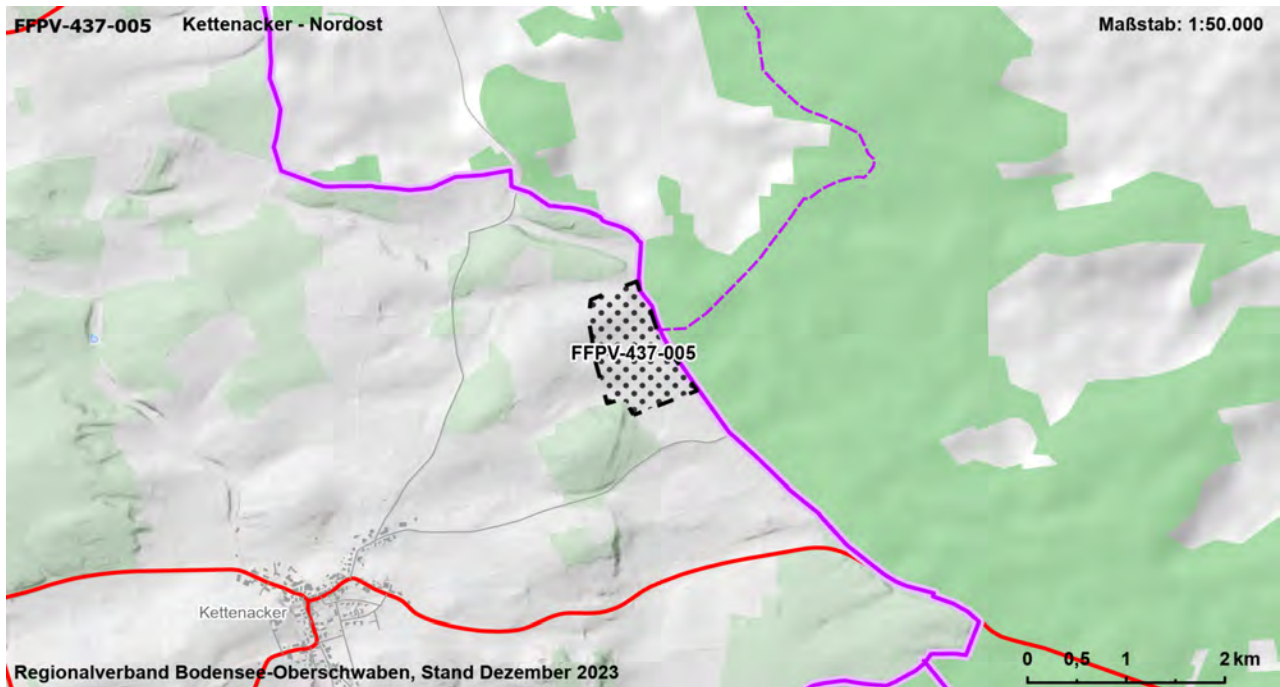 FFPV-437-005 Kettenacker - Nordost Maßstab: 1:50.000
FFPV-437-005
Kettenacker
Regionalverband Bodensee-Oberschwaben, Stand Dezember 2023
0 0,5 1 2 km